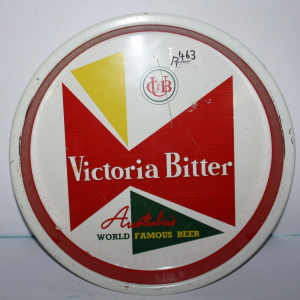 R463
CUB
Victoria Bitter
Australia's
WORLD FAMOUS BEER